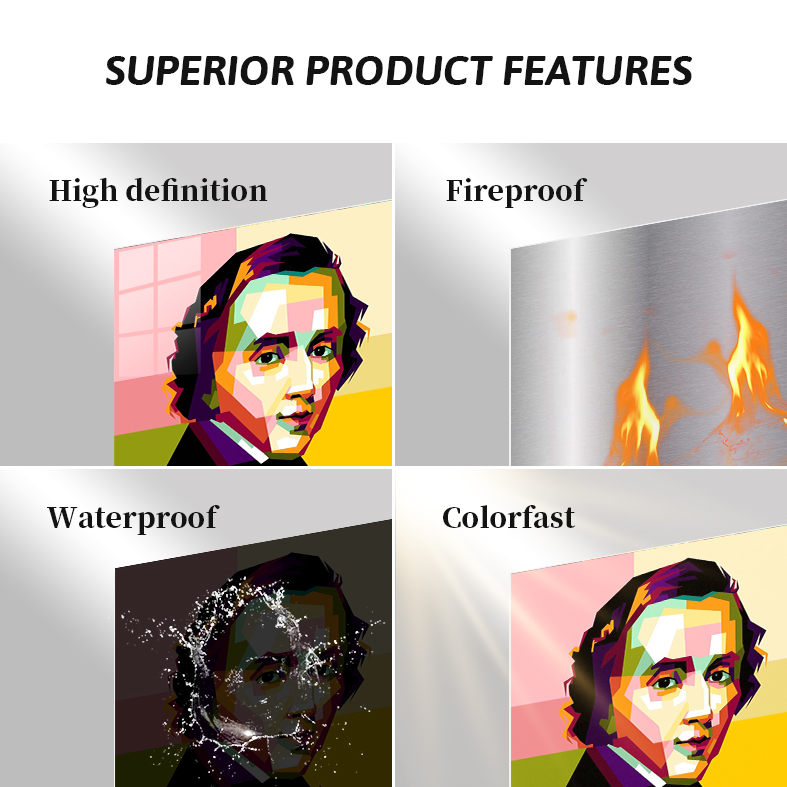 SUPERIOR PRODUCT FEATURES
High definition
Fireproof
Waterproof
Colorfast